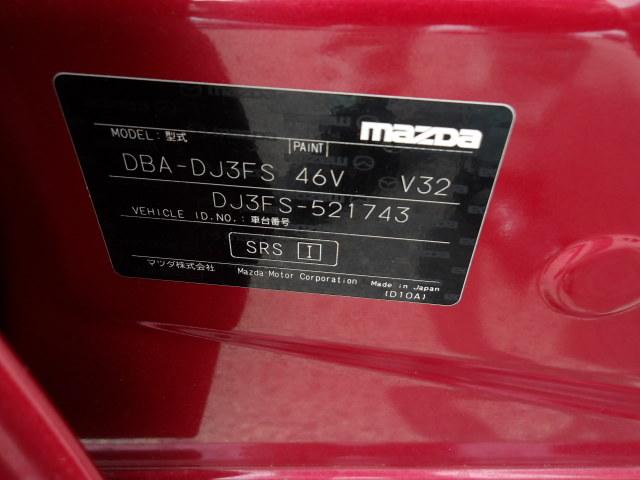 mazda
MODEL: 型式 PAINT
DBA-DJ3FS 46V V32
DJ3FS-521743
VEHICLE I D. NO.: 車台番号
SRS I
マツダ株式会社 Mazda Motor Corporation Made in Japan
(D10A)